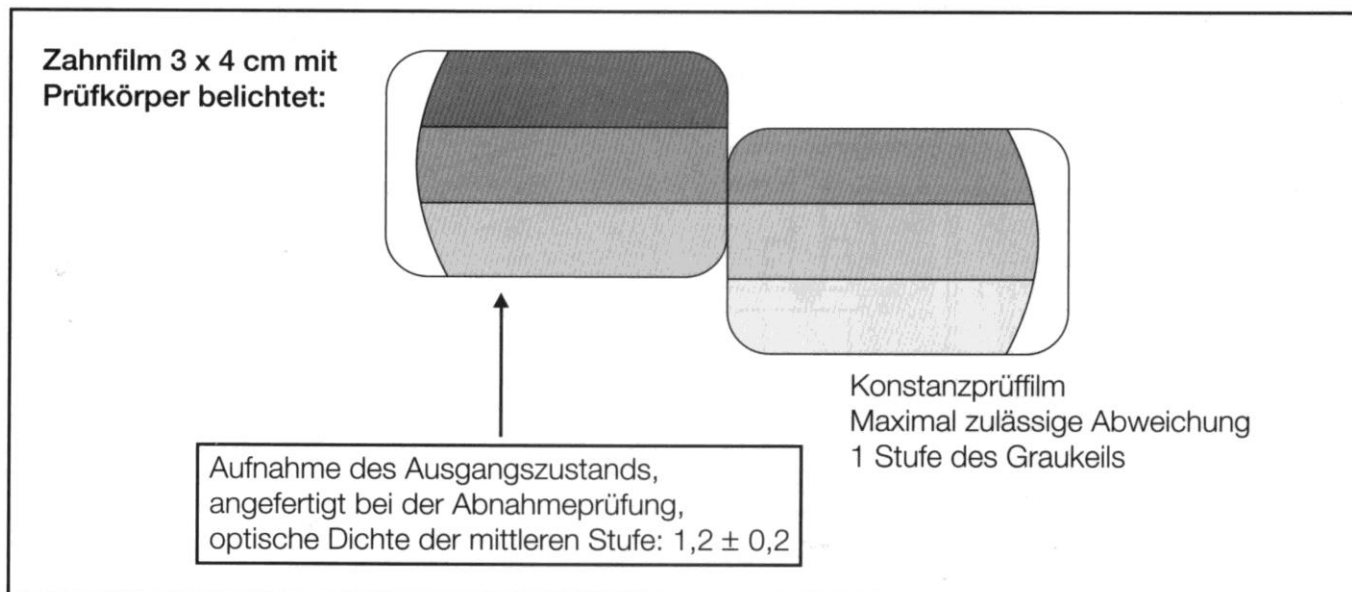 Zahnfilm 3 x 4 cm mit
Prüfkörper belichtet:
Konstanzprüffilm
Maximal zulässige Abweichung
1 Stufe des Graukeils
Aufnahme des Ausgangszustands,
angefertigt bei der Abnahmeprüfung,
optische Dichte der mittleren Stufe: 1,2 ± 0,2